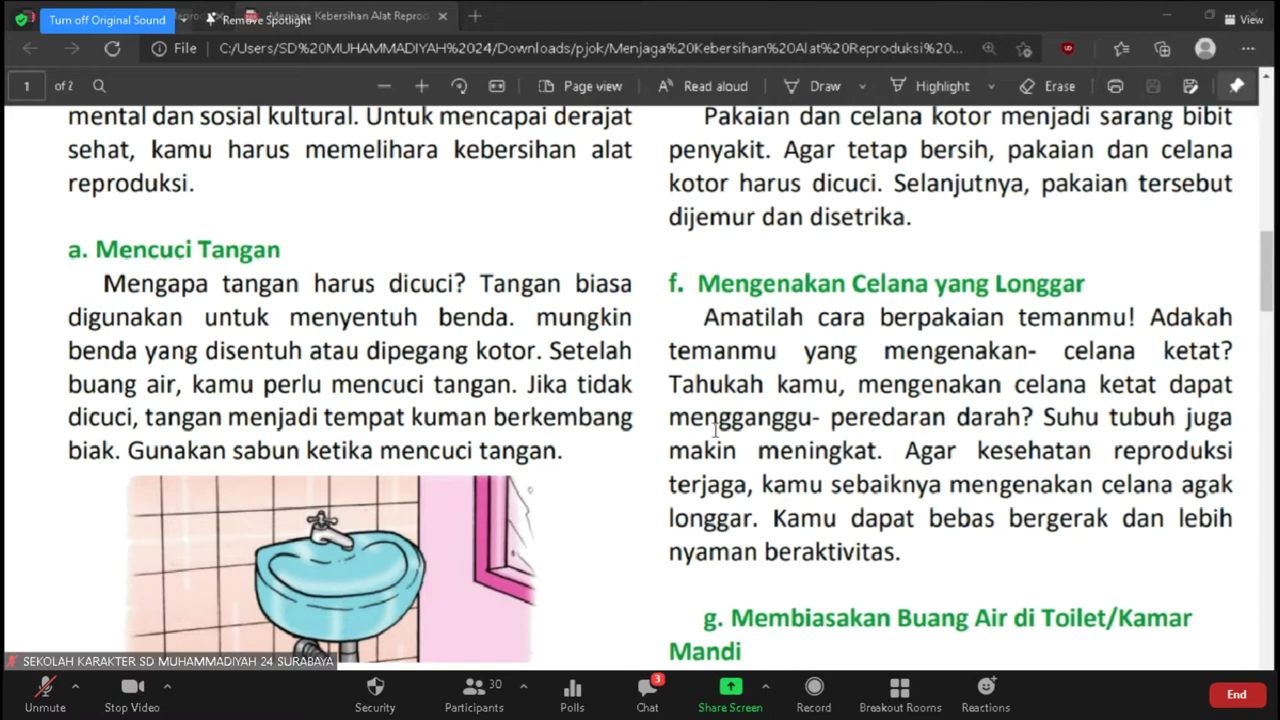 Turn off Original Sound
Remove Spotlight
Kebersihan Alat Reprod
View
File
C:/Users/SD%20MUHAMMADIYAH%2024/Downloads/pjok/Menjaga%20Kebersihan%20Alat%20Reproduksi%20...
1 of 2
Page view
Read aloud
Draw
Highlight
Erase
mental dan sosial kultural. Untuk mencapai derajat
sehat, kamu harus memelihara kebersihan alat
reproduksi.
a. Mencuci Tangan
Mengapa tangan harus dicuci? Tangan biasa
digunakan untuk menyentuh benda. mungkin
benda yang disentuh atau dipegang kotor. Setelah
buang air, kamu perlu mencuci tangan. Jika tidak
dicuci, tangan menjadi tempat kuman berkembang
biak. Gunakan sabun ketika mencuci tangan.
Pakaian dan celana kotor menjadi sarang bibit
penyakit. Agar tetap bersih, pakaian dan celana
kotor harus dicuci. Selanjutnya, pakaian tersebut
dijemur dan disetrika.
f. Mengenakan Celana yang Longgar
Amatilah cara berpakaian temanmu! Adakah
temanmu yang mengenakan- celana ketat?
Tahukah kamu, mengenakan celana ketat dapat
mengganggu- peredaran darah? Suhu tubuh juga
makin meningkat. Agar kesehatan reproduksi
terjaga, kamu sebaiknya mengenakan celana agak
longgar. Kamu dapat bebas bergerak dan lebih
nyaman beraktivitas.
g. Membiasakan Buang Air di Toilet/Kamar
Mandi
SEKOLAH KARAKTER SD MUHAMMADIYAH 24 SURABAYA
Unmute
Stop Video
Security
30
Participants
Polls
3
Chat
Share Screen
Record
Breakout Rooms
Reactions
End